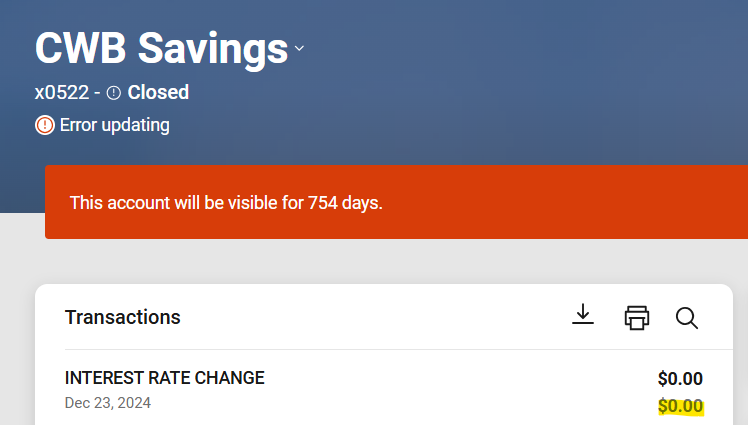 CWB Savings
x0522 - Closed
Error updating
This account will be visible for 754 days.
Transactions
INTEREST RATE CHANGE $0.00
Dec 23, 2024 $0.00